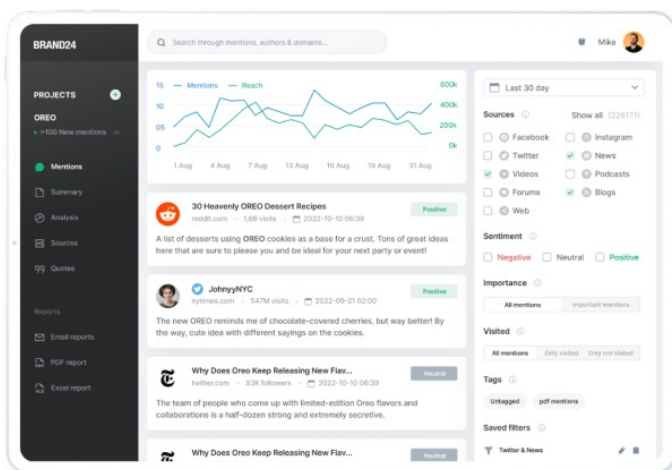 BRAND24
Search through mentions, authors & domains...
Mike
PROJECTS
OREO
>100 New mentions
Mentions
Summary
Analysis
Sources
Quotes
Reports
Email reports
PDF report
Excel report
15 Mentions Reach 600k
10 400k
05 200k
0 0k
1 Aug 4 Aug 7 Aug 13 Aug 16 Aug 19 Aug 31 Aug
30 Heavenly OREO Dessert Recipes
Positive
reddit.com - 1,6B visits - 2022-10-10 06:39
A list of desserts using OREO cookies as a base for a crust. Tons of great ideas
here that are sure to please you and be ideal for your next party or event!
JohnyyNYC
Positive
nytimes.com - 547M visits - 2022-09-21 02:00
The new OREO reminds me of chocolate-covered cherries, but way better! By
the way, cute idea with different sayings on the cookies.
Why Does Oreo Keep Releasing New Flav...
Neutral
twitter.com - 93K followers - 2022-10-10 06:39
The team of people who come up with limited-edition Oreo flavors and
collaborations is a half-dozen strong and extremely secretive.
Why Does Oreo Keep Releasing New Flav...
Neutral
Last 30 day
Sources Show all (226171)
Facebook Instagram
Twitter News
Videos Podcasts
Forums Blogs
Web
Sentiment
Negative Neutral Positive
Importance
All mentions Important mentions
Visited
All mentions Only visited Only not visited
Tags
Untagged pdf mentions
Saved filters
Twitter & News